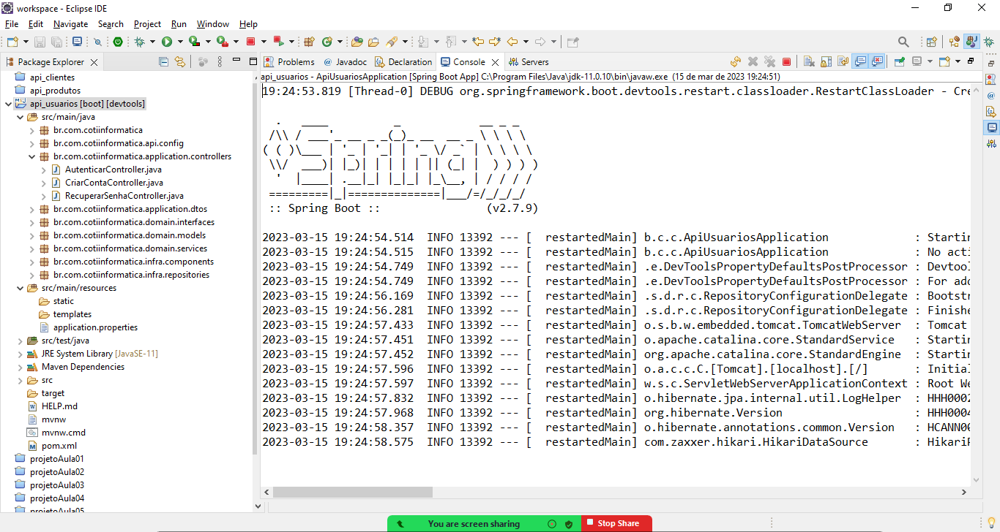 workspace - Eclipse IDE
File Edit Navigate Search Project Run Window Help
Package Explorer
Problems Javadoc Declaration Console Servers
api_clientes
api_produtos
api_usuarios [boot] [devtools]
src/main/java
br.com.cotiinformatica
br.com.cotiinformatica.api.config
br.com.cotiinformatica.application.controllers
AutenticarController.java
CriarContaController.java
RecuperarSenhaController.java
br.com.cotiinformatica.application.dtos
br.com.cotiinformatica.domain.interfaces
br.com.cotiinformatica.domain.models
br.com.cotiinformatica.domain.services
br.com.cotiinformatica.infra.components
br.com.cotiinformatica.infra.repositories
src/main/resources
static
templates
application.properties
src/test/java
JRE System Library [JavaSE-11]
Maven Dependencies
src
target
HELP.md
mvnw
mvnw.cmd
pom.xml
projetoAula01
projetoAula02
projetoAula03
projetoAula04
projetoAula05
api_usuarios - ApiUsuariosApplication [Spring Boot App] C:\Program Files\Java\jdk-11.0.10\bin\javaw.exe (15 de mar de 2023 19:24:51)
19:24:53.819 [Thread-0] DEBUG org.springframework.boot.devtools.restart.classloader.RestartClassLoader - Cre
Spring
:: Spring Boot :: (v2.7.9)
2023-03-15 19:24:54.514 INFO 13392 --- [ restartedMain] b.c.c.ApiUsuariosApplication : Startin
2023-03-15 19:24:54.515 INFO 13392 --- [ restartedMain] b.c.c.ApiUsuariosApplication : No acti
2023-03-15 19:24:54.749 INFO 13392 --- [ restartedMain] .e.DevToolsPropertyDefaultsPostProcessor : Devtool
2023-03-15 19:24:54.749 INFO 13392 --- [ restartedMain] .e.DevToolsPropertyDefaultsPostProcessor : For add
2023-03-15 19:24:56.169 INFO 13392 --- [ restartedMain] .s.d.r.c.RepositoryConfigurationDelegate : Bootstr
2023-03-15 19:24:56.281 INFO 13392 --- [ restartedMain] .s.d.r.c.RepositoryConfigurationDelegate : Finishe
2023-03-15 19:24:57.433 INFO 13392 --- [ restartedMain] o.s.b.w.embedded.tomcat.TomcatWebServer : Tomcat
2023-03-15 19:24:57.451 INFO 13392 --- [ restartedMain] o.apache.catalina.core.StandardService : Startin
2023-03-15 19:24:57.452 INFO 13392 --- [ restartedMain] org.apache.catalina.core.StandardEngine : Startin
2023-03-15 19:24:57.596 INFO 13392 --- [ restartedMain] o.a.c.c.C.[Tomcat].[localhost].[/] : Initial
2023-03-15 19:24:57.597 INFO 13392 --- [ restartedMain] w.s.c.ServletWebServerApplicationContext : Root We
2023-03-15 19:24:57.832 INFO 13392 --- [ restartedMain] o.hibernate.jpa.internal.util.LogHelper : HHH0002
2023-03-15 19:24:57.968 INFO 13392 --- [ restartedMain] org.hibernate.Version : HHH0004
2023-03-15 19:24:58.357 INFO 13392 --- [ restartedMain] o.hibernate.annotations.common.Version : HCANN00
2023-03-15 19:24:58.575 INFO 13392 --- [ restartedMain] com.zaxxer.hikari.HikariDataSource : HikariP
You are screen sharing Stop Share